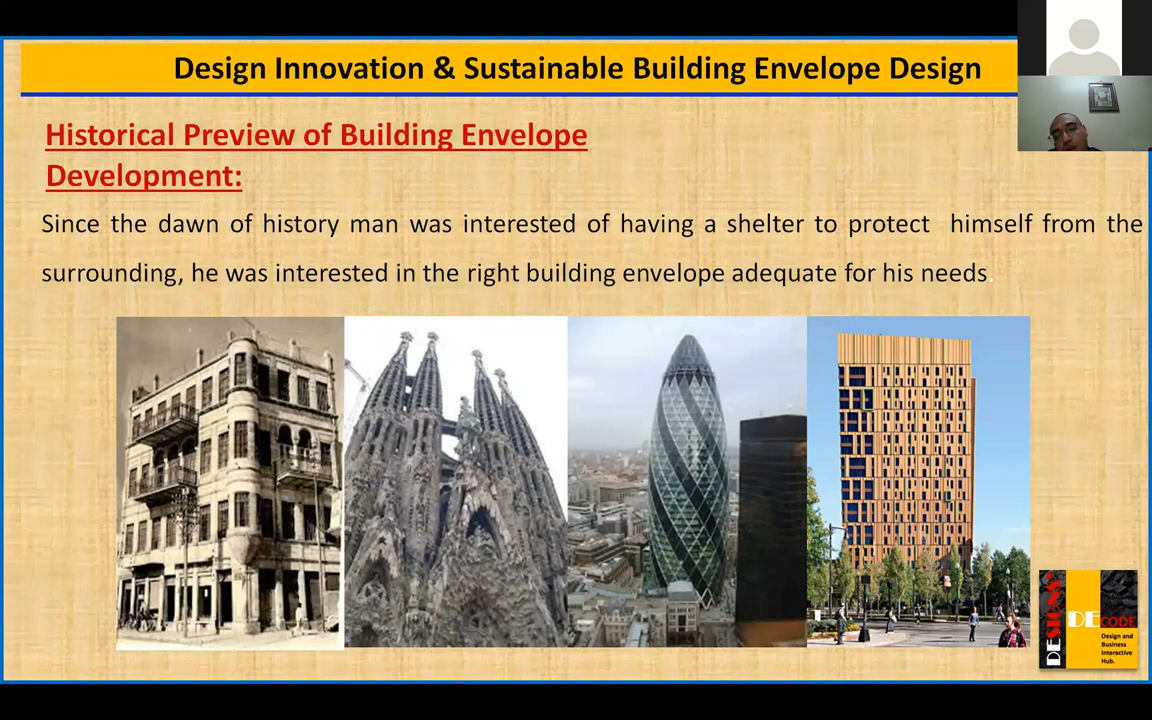 Design Innovation & Sustainable Building Envelope Design
Historical Preview of Building Envelope
Development:
Since the dawn of history man was interested of having a shelter to protect himself from the
surrounding, he was interested in the right building envelope adequate for his needs.
DESIGNS'
DECODE
Design and
Business
Interactive
Hub.